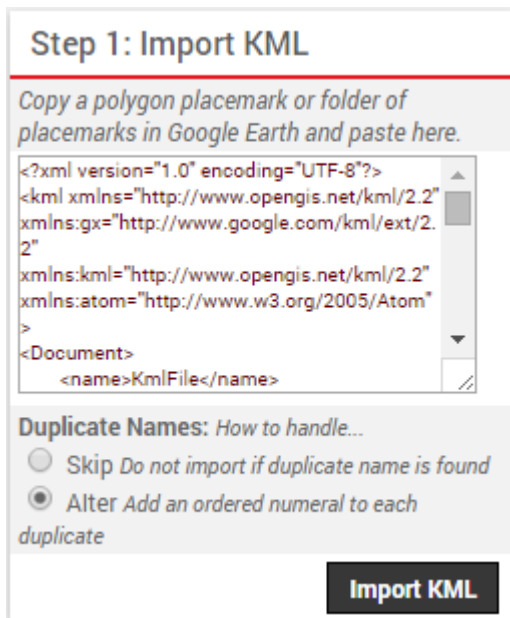 Step 1: Import KML
Copy a polygon placemark or folder of
placemarks in Google Earth and paste here.
<?xml version="1.0" encoding="UTF-8"?>
<kml xmlns="http://www.opengis.net/kml/2.2"
xmlns:gx="http://www.google.com/kml/ext/2.
2"
xmlns:kml="http://www.opengis.net/kml/2.2"
xmlns:atom="http://www.w3.org/2005/Atom"
>
<Document>
<name>KmlFile</name>
Duplicate Names: How to handle...
Skip Do not import if duplicate name is found
Alter Add an ordered numeral to each
duplicate
Import KML